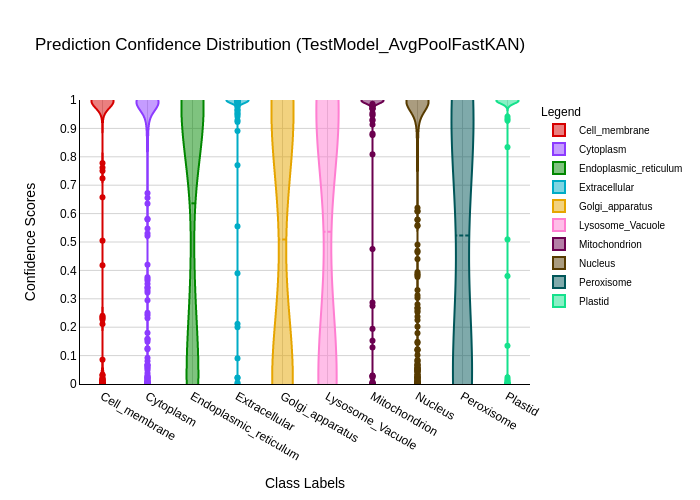 Prediction Confidence Distribution (TestModel_AvgPoolFastKAN)
Confidence Scores
1
0.9
0.8
0.7
0.6
0.5
0.4
0.3
0.2
0.1
0
Cell_membrane
Cytoplasm
Endoplasmic_reticulum
Extracellular
Golgi_apparatus
Lysosome_Vacuole
Mitochondrion
Nucleus
Peroxisome
Plastid
Class Labels
Legend
Cell_membrane
Cytoplasm
Endoplasmic_reticulum
Extracellular
Golgi_apparatus
Lysosome_Vacuole
Mitochondrion
Nucleus
Peroxisome
Plastid